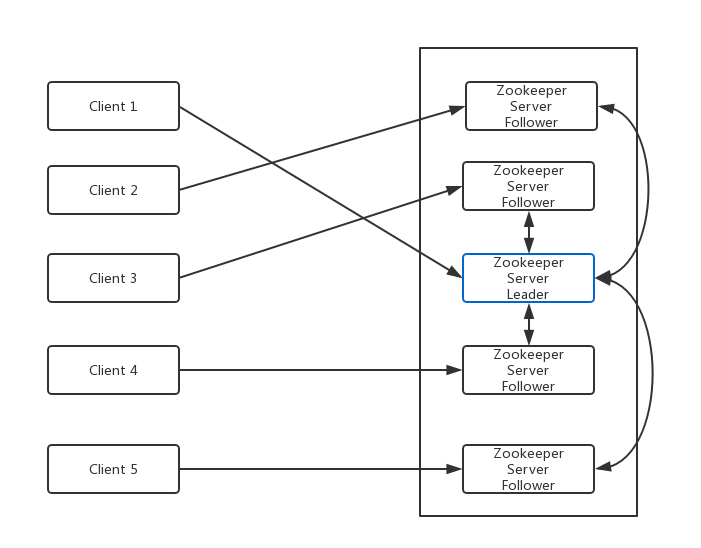 Client 1
Zookeeper
Server
Follower
Client 2
Zookeeper
Server
Follower
Client 3
Zookeeper
Server
Leader
Client 4
Zookeeper
Server
Follower
Client 5
Zookeeper
Server
Follower